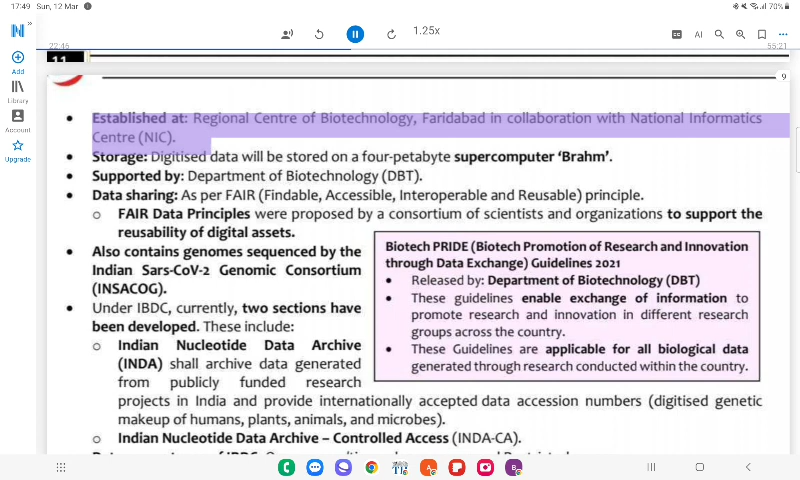 17:49 Sun, 12 Mar 70%
N »
1.25x
AI
22:46 55:21
Add
Library
Account
Upgrade
11
9
• Established at: Regional Centre of Biotechnology, Faridabad in collaboration with National Informatics
Centre (NIC).
• Storage: Digitised data will be stored on a four-petabyte supercomputer ‘Brahm’.
• Supported by: Department of Biotechnology (DBT).
• Data sharing: As per FAIR (Findable, Accessible, Interoperable and Reusable) principle.
o FAIR Data Principles were proposed by a consortium of scientists and organizations to support the
reusability of digital assets.
• Also contains genomes sequenced by the
Indian Sars-CoV-2 Genomic Consortium
(INSACOG).
• Under IBDC, currently, two sections have
been developed. These include:
o Indian Nucleotide Data Archive
(INDA) shall archive data generated
from publicly funded research
projects in India and provide internationally accepted data accession numbers (digitised genetic
makeup of humans, plants, animals, and microbes).
o Indian Nucleotide Data Archive – Controlled Access (INDA-CA).
Biotech PRIDE (Biotech Promotion of Research and Innovation
through Data Exchange) Guidelines 2021
• Released by: Department of Biotechnology (DBT)
• These guidelines enable exchange of information to
promote research and innovation in different research
groups across the country.
• These Guidelines are applicable for all biological data
generated through research conducted within the country.